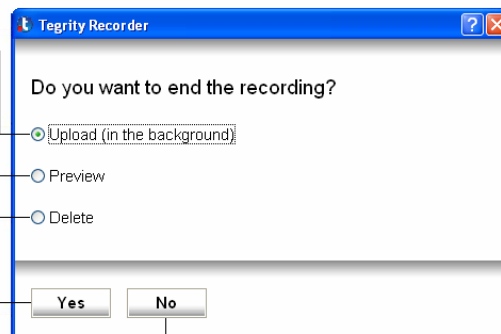 Tegrity Recorder
Do you want to end the recording?
Upload (in the background)
Preview
Delete
Yes No